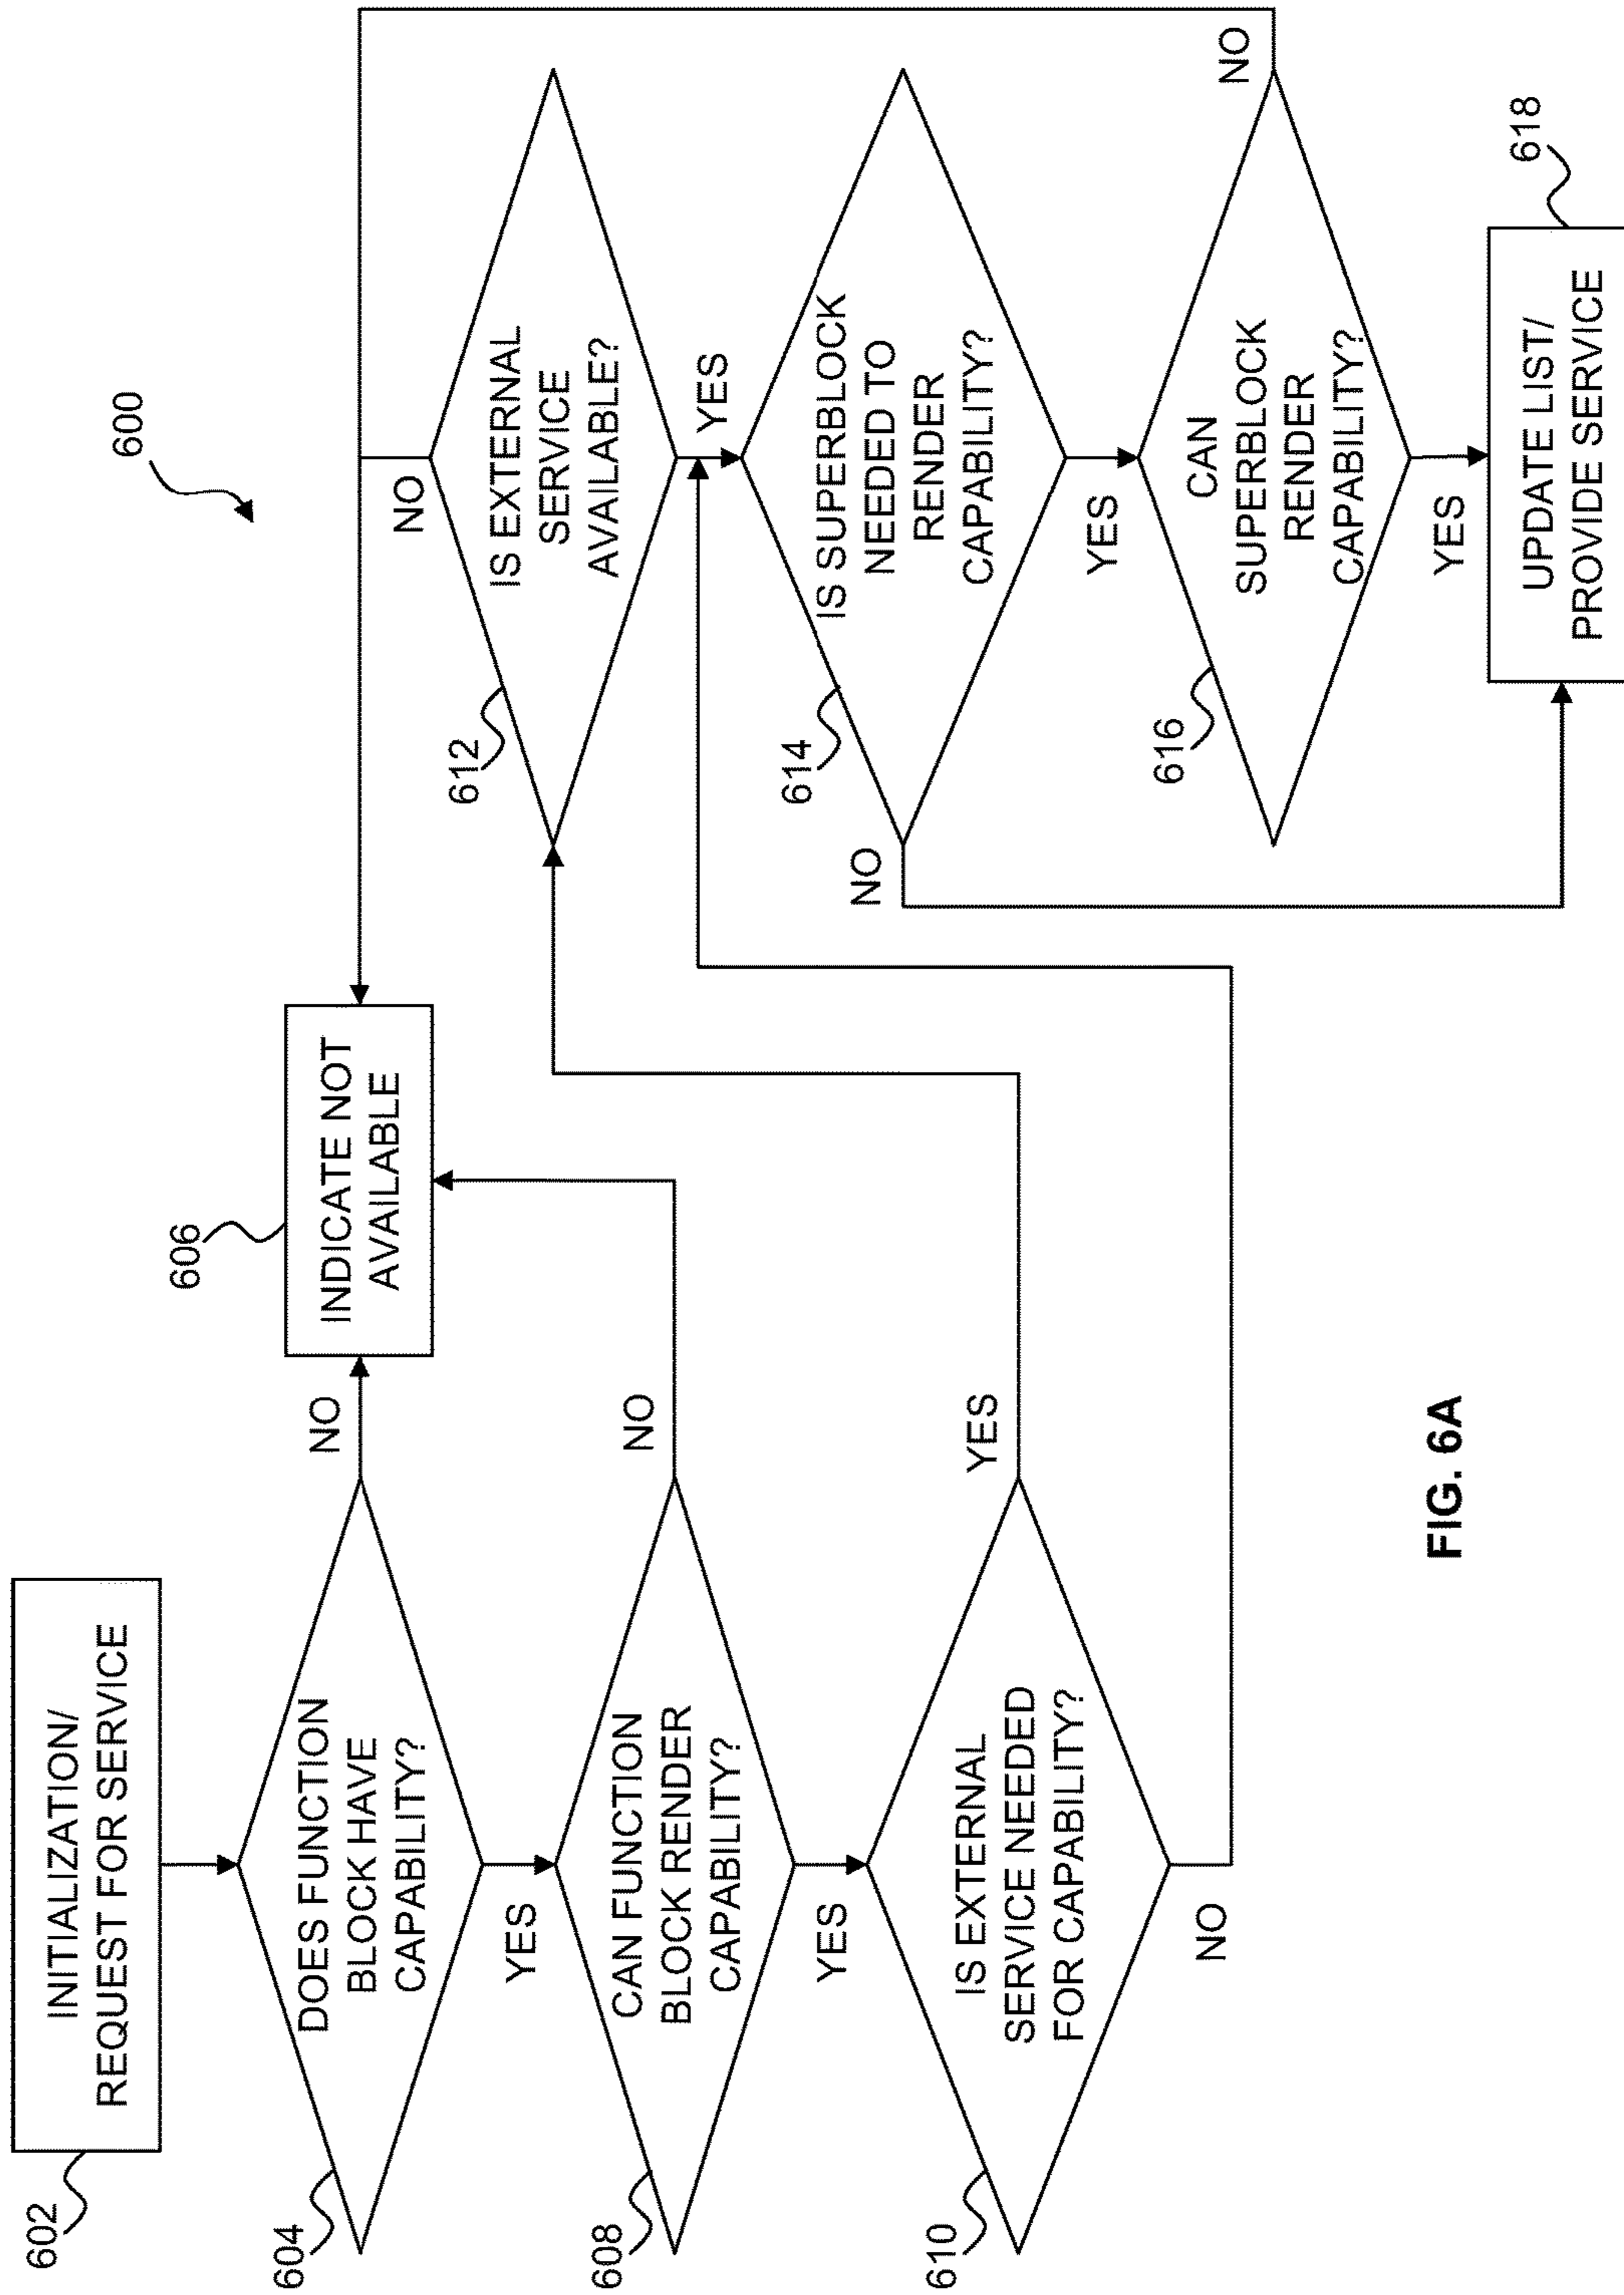 600
602
INITIALIZATION/
REQUEST FOR SERVICE
604
DOES FUNCTION
BLOCK HAVE
CAPABILITY?
NO
YES
606
INDICATE NOT
AVAILABLE
608
CAN FUNCTION
BLOCK RENDER
CAPABILITY?
NO
YES
610
IS EXTERNAL
SERVICE NEEDED
FOR CAPABILITY?
YES
NO
612
IS EXTERNAL
SERVICE
AVAILABLE?
NO
YES
614
IS SUPERBLOCK
NEEDED TO
RENDER
CAPABILITY?
NO
YES
616
CAN
SUPERBLOCK
RENDER
CAPABILITY?
NO
YES
618
UPDATE LIST/
PROVIDE SERVICE
FIG. 6A